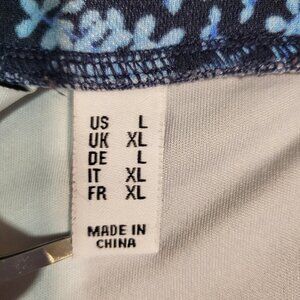 US L
UK XL
DE L
IT XL
FR XL
MADE IN
CHINA